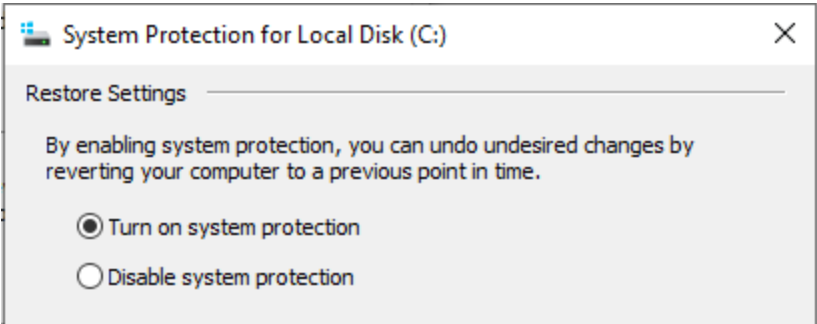 System Protection for Local Disk (C:)
Restore Settings
By enabling system protection, you can undo undesired changes by
reverting your computer to a previous point in time.
Turn on system protection
Disable system protection